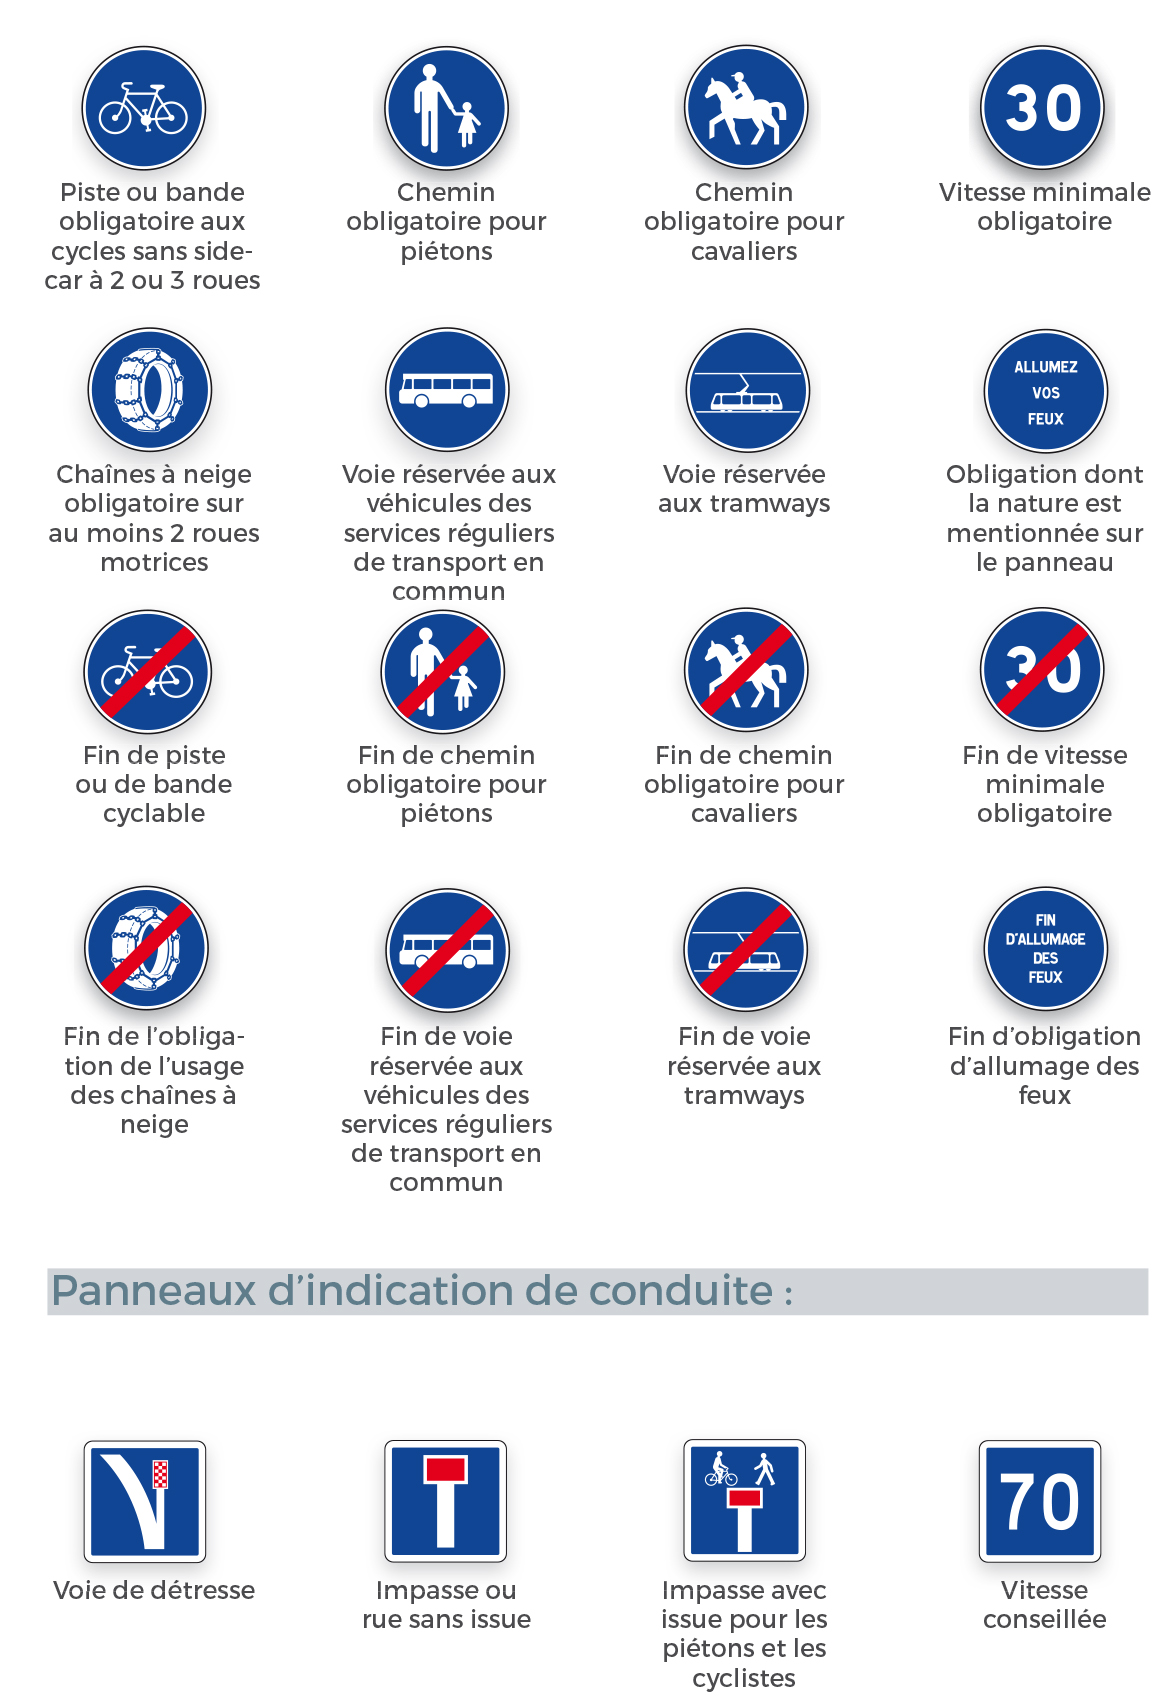 30
Piste ou bande
obligatoire aux
cycles sans side-
car à 2 ou 3 roues
Chemin
obligatoire pour
piétons
Chemin
obligatoire pour
cavaliers
Vitesse minimale
obligatoire
ALLUMEZ
VOS
FEUX
Chaînes à neige
obligatoire sur
au moins 2 roues
motrices
Voie réservée aux
véhicules des
services réguliers
de transport en
commun
Voie réservée
aux tramways
Obligation dont
la nature est
mentionnée sur
le panneau
30
Fin de piste
ou de bande
cyclable
Fin de chemin
obligatoire pour
piétons
Fin de chemin
obligatoire pour
cavaliers
Fin de vitesse
minimale
obligatoire
FIN
D'ALLUMAGE
DES
FEUX
Fin de l’obliga-
tion de l’usage
des chaînes à
neige
Fin de voie
réservée aux
véhicules des
services réguliers
de transport en
commun
Fin de voie
réservée aux
tramways
Fin d’obligation
d’allumage des
feux
Panneaux d’indication de conduite :
70
Voie de détresse
Impasse ou
rue sans issue
Impasse avec
issue pour les
piétons et les
cyclistes
Vitesse
conseillée